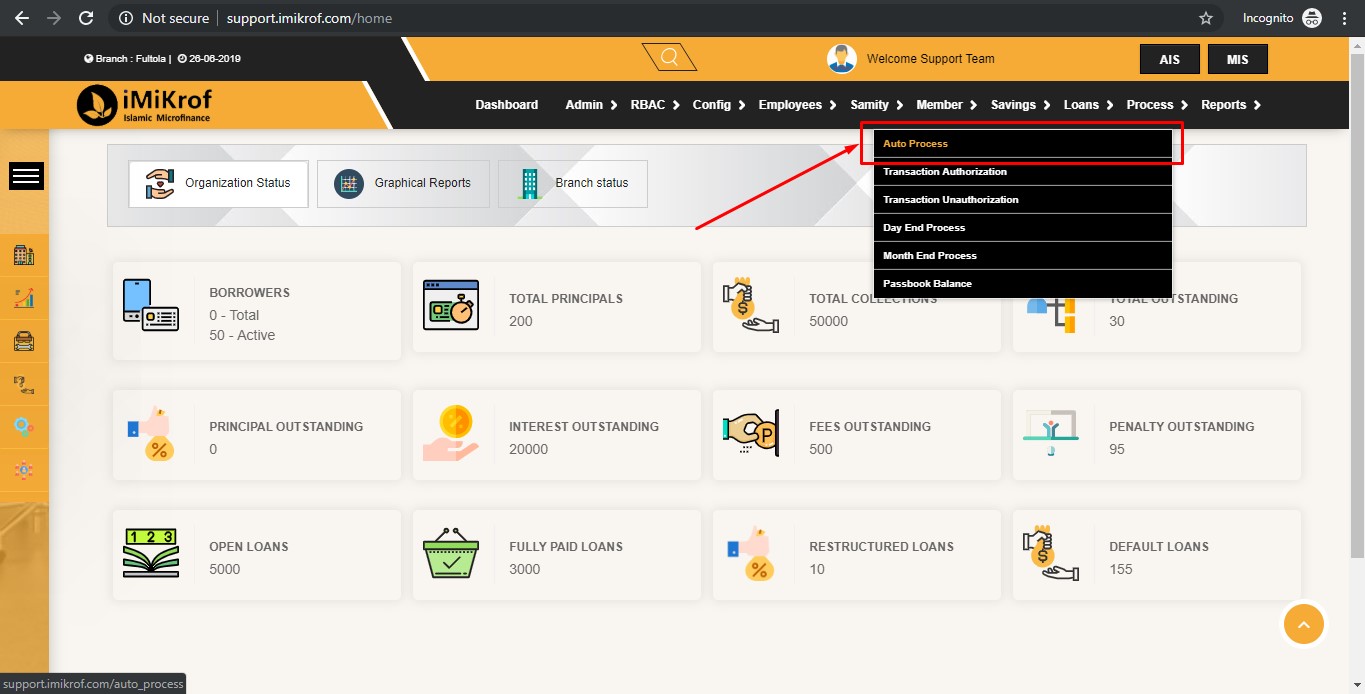 Not secure support.imikrof.com/home Incognito
Branch : Fultola | 26-06-2019 Welcome Support Team AIS MIS
iMiKrof
Islamic Microfinance
Dashboard Admin RBAC Config Employees Samity Member Savings Loans Process Reports
Auto Process
Transaction Authorization
Transaction Unauthorization
Day End Process
Month End Process
Passbook Balance
Organization Status Graphical Reports Branch status
BORROWERS
0 - Total
50 - Active
TOTAL PRINCIPALS
200
TOTAL COLLECTIONS
50000
TOTAL OUTSTANDING
30
PRINCIPAL OUTSTANDING
0
INTEREST OUTSTANDING
20000
FEES OUTSTANDING
500
PENALTY OUTSTANDING
95
1 2 3
OPEN LOANS
5000
FULLY PAID LOANS
3000
RESTRUCTURED LOANS
10
DEFAULT LOANS
155
support.imikrof.com/auto_process